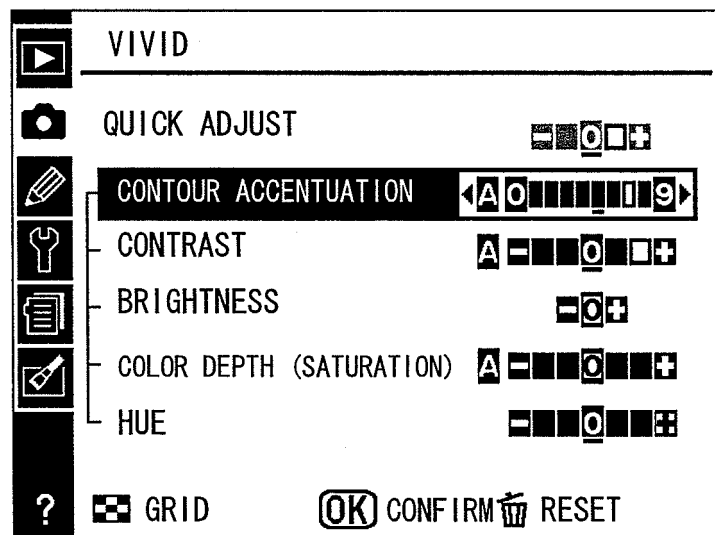 VIVID
QUICK ADJUST - 0 +
CONTOUR ACCENTUATION A 0 9
CONTRAST A - 0 +
BRIGHTNESS - 0 +
COLOR DEPTH (SATURATION) A - 0 +
HUE - 0 +
? GRID OK CONFIRM RESET